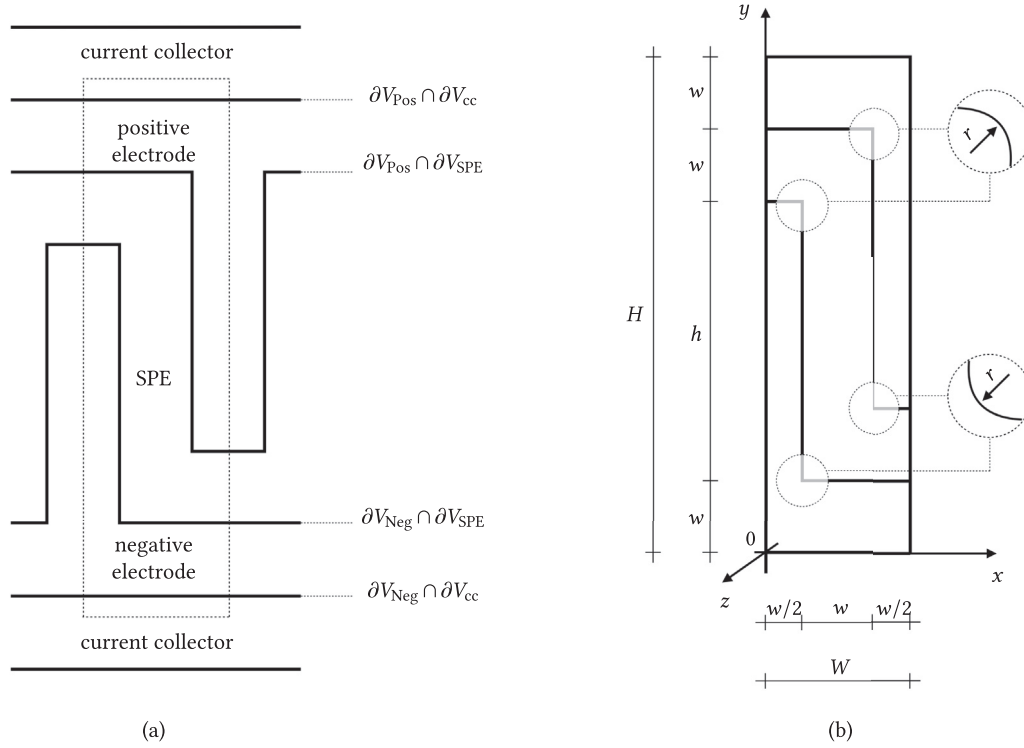 current collector
∂V_Pos ∩ ∂V_cc
positive
electrode
∂V_Pos ∩ ∂V_SPE
SPE
∂V_Neg ∩ ∂V_SPE
negative
electrode
∂V_Neg ∩ ∂V_cc
current collector
(a)
y
w
r
w
H
h
r
w
0
x
z
w/2
w
w/2
W
(b)